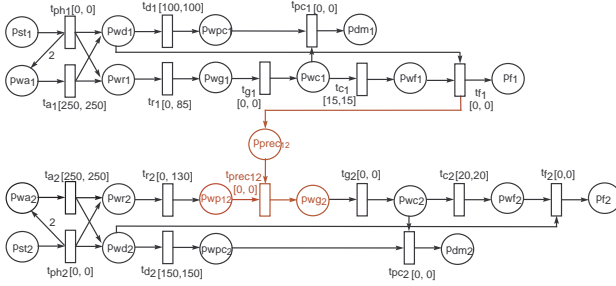 tph1[0, 0] td1[100,100] tpc1[0, 0]
Pst1 Pwd1 Pwpc1 Pdm1
2
Pwa1 Pwr1 Pwg1 Pwc1 Pwf1 Pf1
ta1[250, 250] tr1[0, 85] tg1 [0, 0] tc1 [15,15] tf1 [0, 0]
Pprec12
ta2[250, 250] tr2[0, 130] tprec12 [0, 0] tg2[0, 0] tc2[20,20] tf2[0,0]
Pwa2 Pwr2 Pwp12 Pwg2 Pwc2 Pwf2 Pf2
2
Pst2 Pwd2 Pwpc2 Pdm2
tph2[0, 0] td2[150,150] tpc2[0, 0]